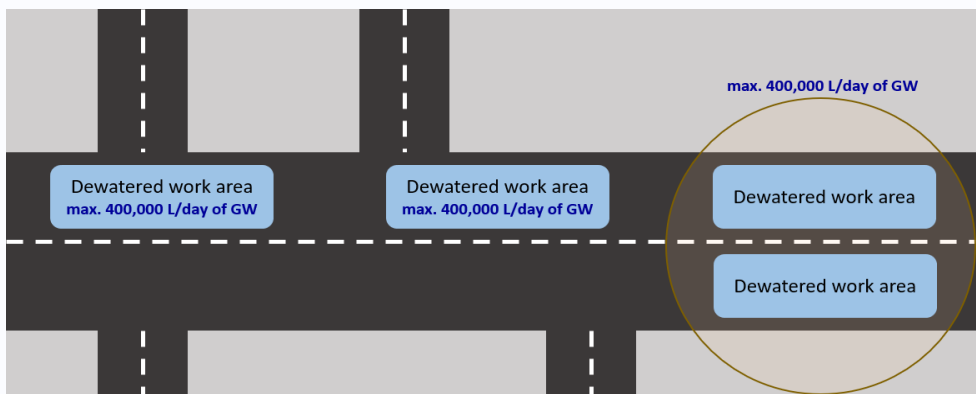 max. 400,000 L/day of GW
Dewatered work area
max. 400,000 L/day of GW
Dewatered work area
max. 400,000 L/day of GW
Dewatered work area
Dewatered work area